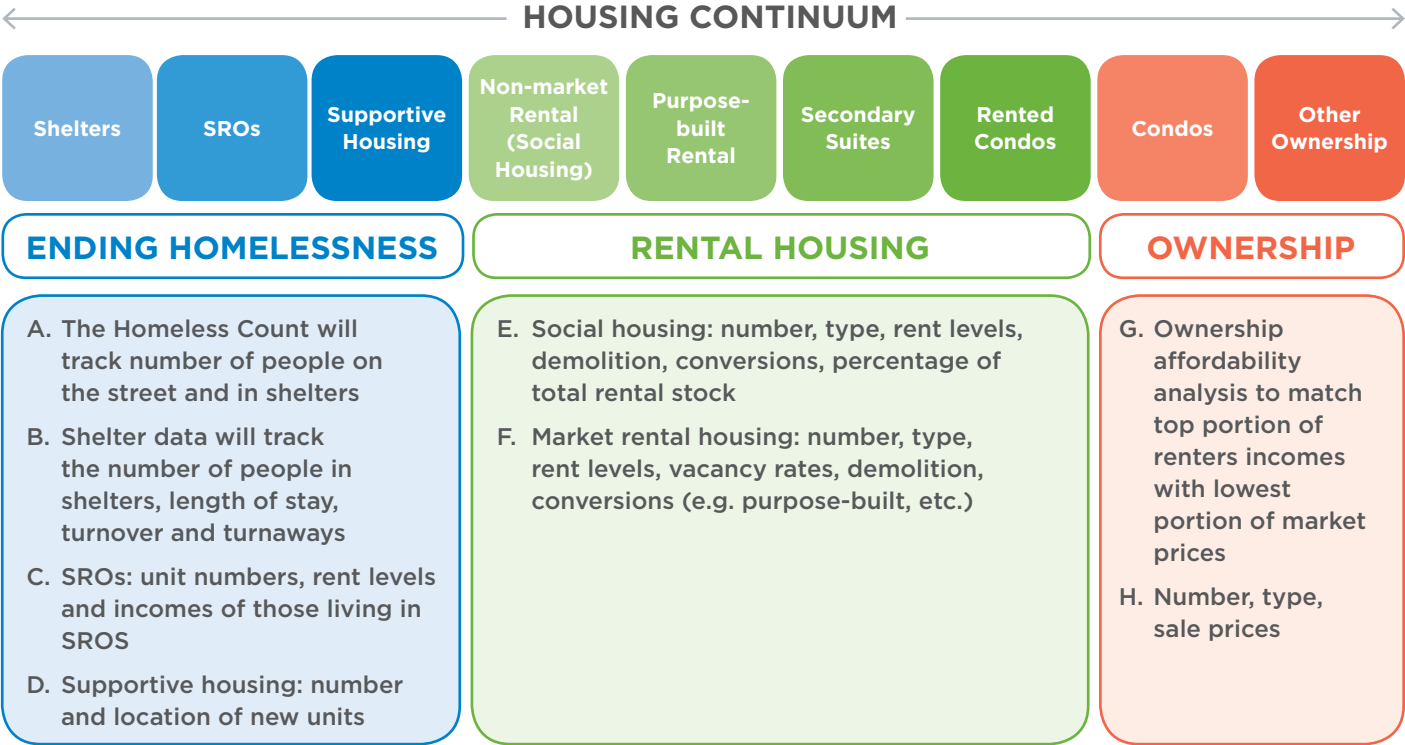 HOUSING CONTINUUM
Shelters
SROs
Supportive
Housing
Non-market
Rental
(Social
Housing)
Purpose-
built
Rental
Secondary
Suites
Rented
Condos
Condos
Other
Ownership
ENDING HOMELESSNESS
RENTAL HOUSING
OWNERSHIP
A. The Homeless Count will
track number of people on
the street and in shelters
B. Shelter data will track
the number of people in
shelters, length of stay,
turnover and turnaways
C. SROs: unit numbers, rent levels
and incomes of those living in
SROS
D. Supportive housing: number
and location of new units
E. Social housing: number, type, rent levels,
demolition, conversions, percentage of
total rental stock
F. Market rental housing: number, type,
rent levels, vacancy rates, demolition,
conversions (e.g. purpose-built, etc.)
G. Ownership
affordability
analysis to match
top portion of
renters incomes
with lowest
portion of market
prices
H. Number, type,
sale prices